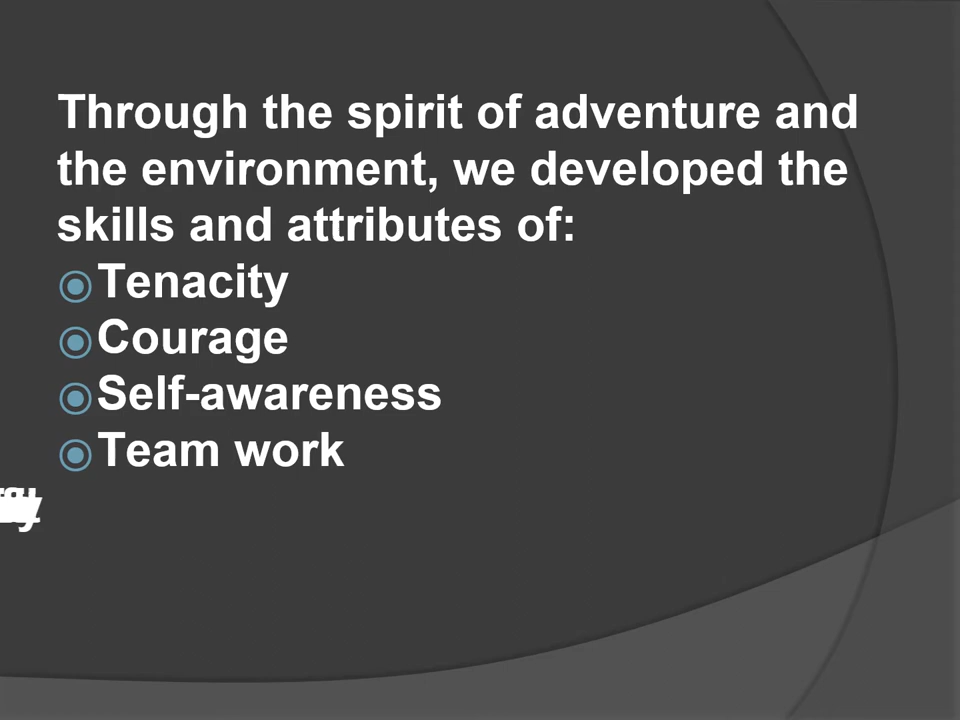 Through the spirit of adventure and
the environment, we developed the
skills and attributes of:
Tenacity
Courage
Self-awareness
Team work